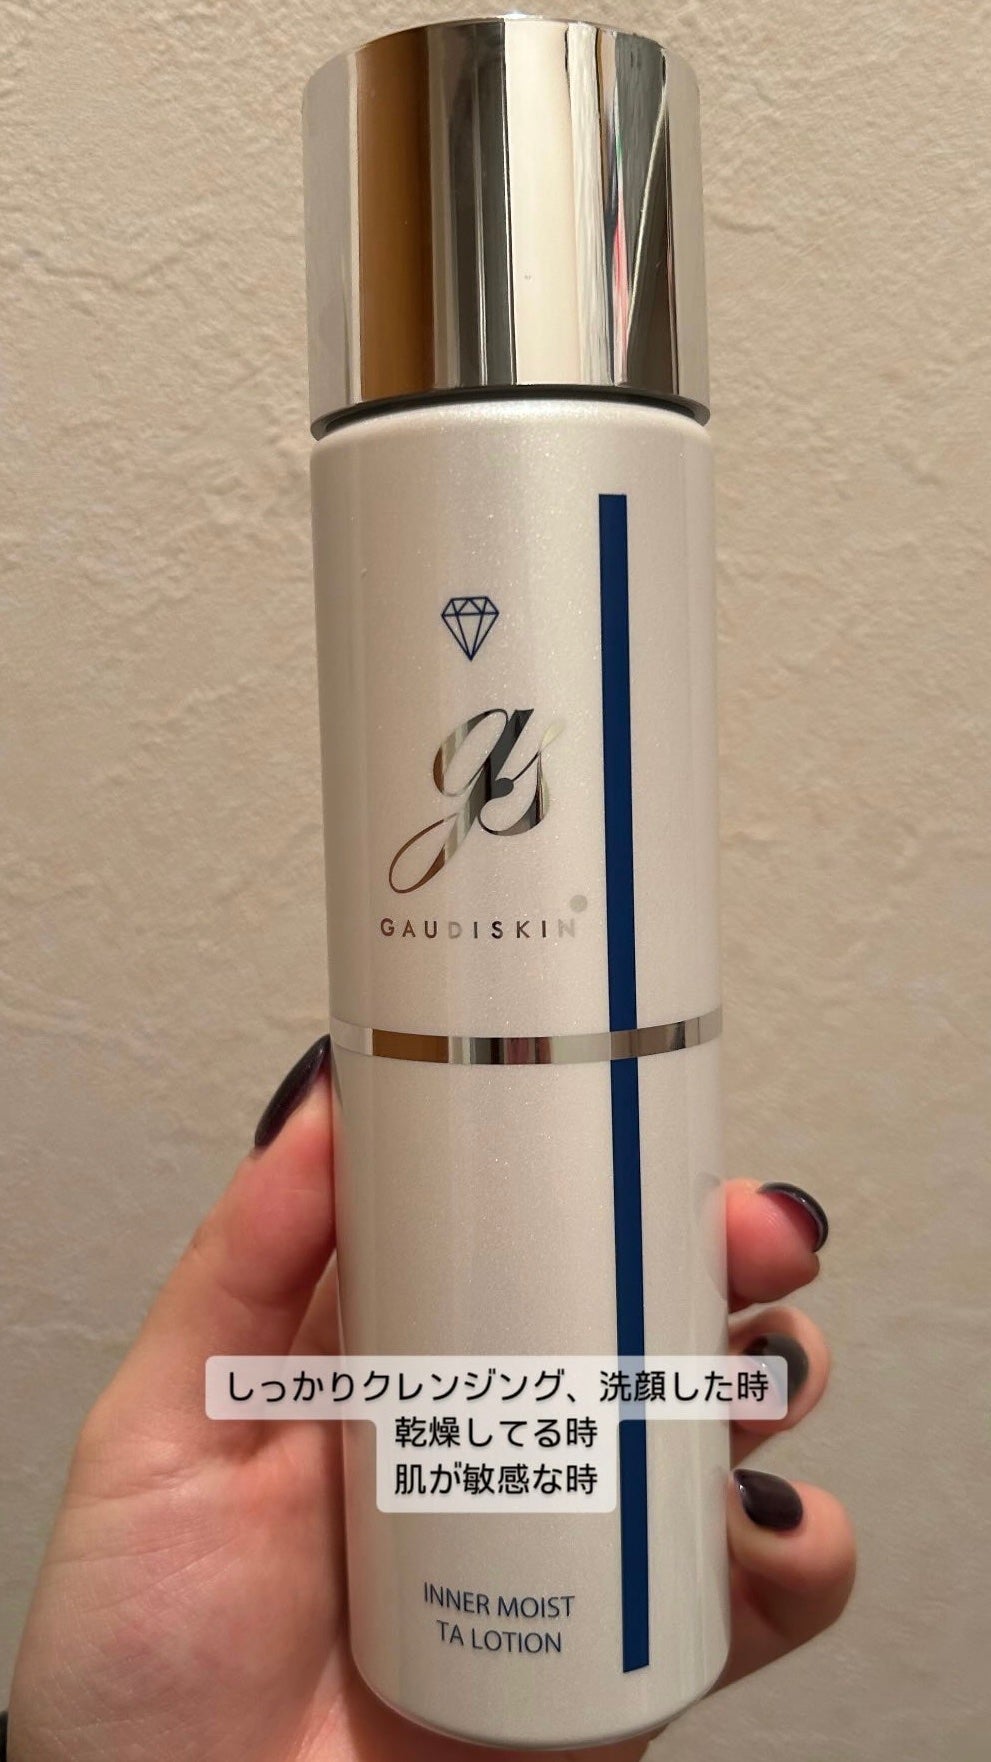 gs
GAUDISKIN
しっかりクレンジング、洗顔した時
乾燥してる時
肌が敏感な時
INNER MOIST
TA LOTION